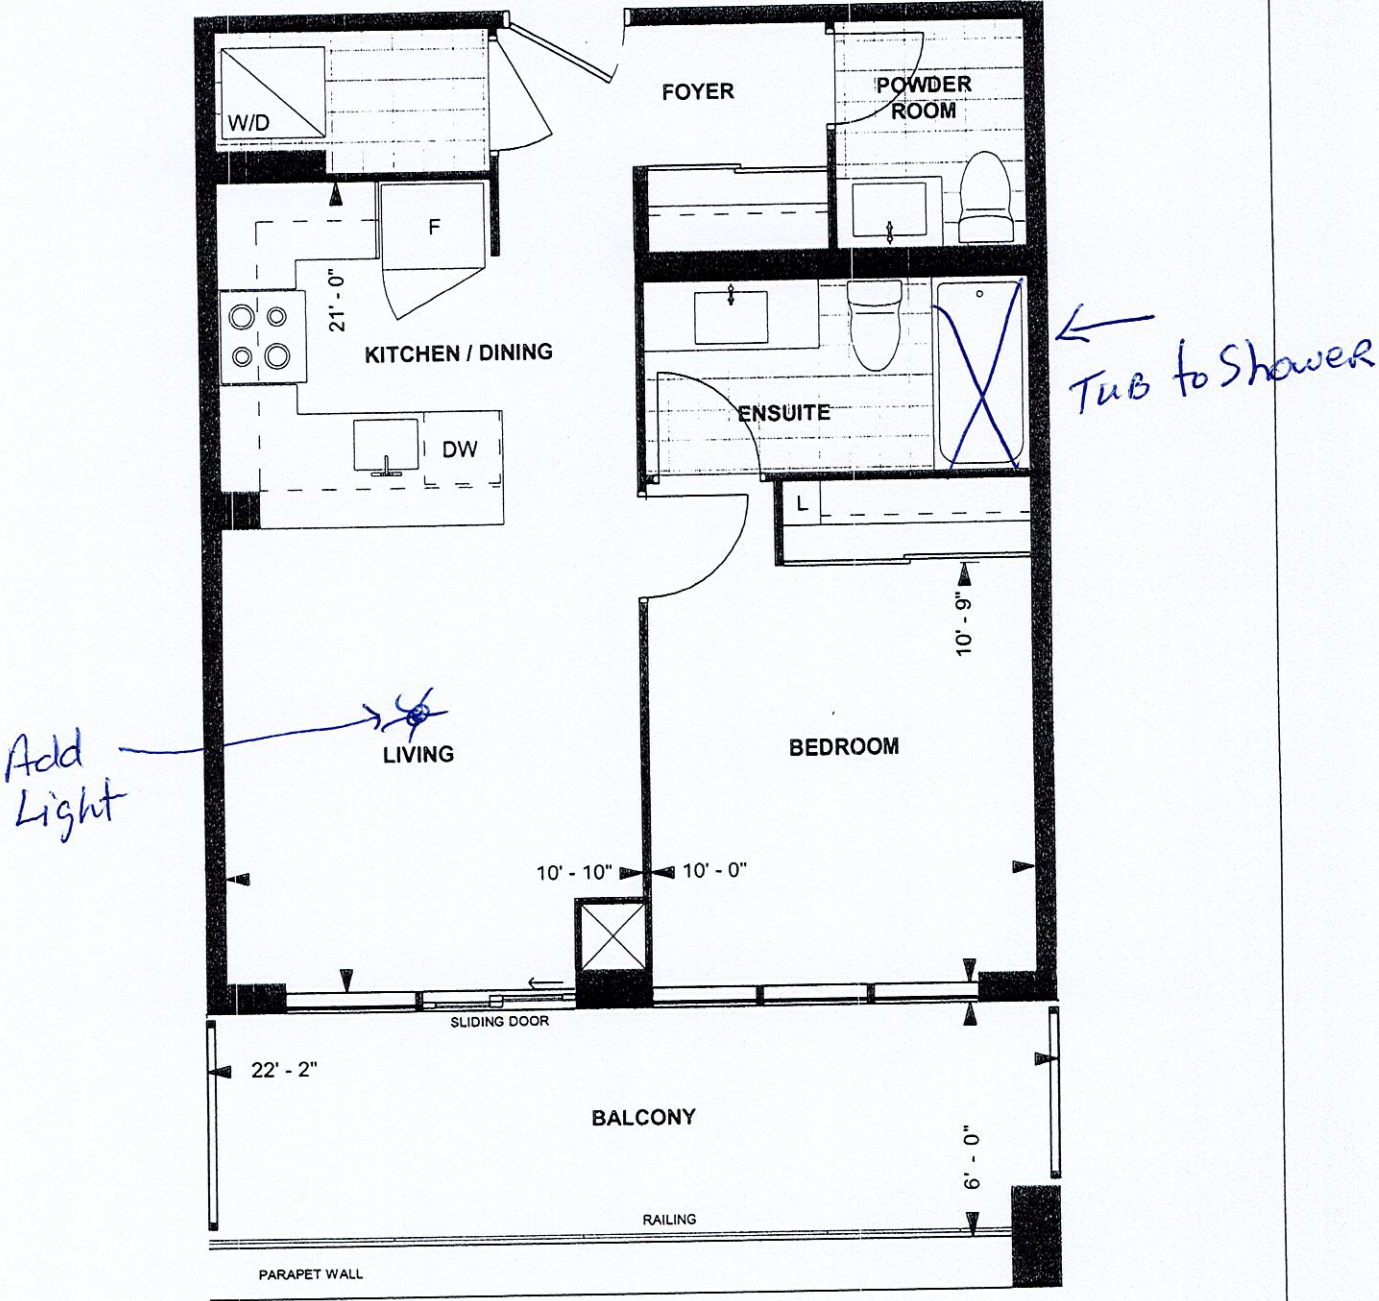 FOYER
POWDER
ROOM
W/D
F
21' - 0"
KITCHEN / DINING
Tub to Shower
ENSUITE
DW
L
10' - 9"
Add
Light
LIVING
BEDROOM
10' - 10"
10' - 0"
SLIDING DOOR
22' - 2"
BALCONY
6' - 0"
RAILING
PARAPET WALL